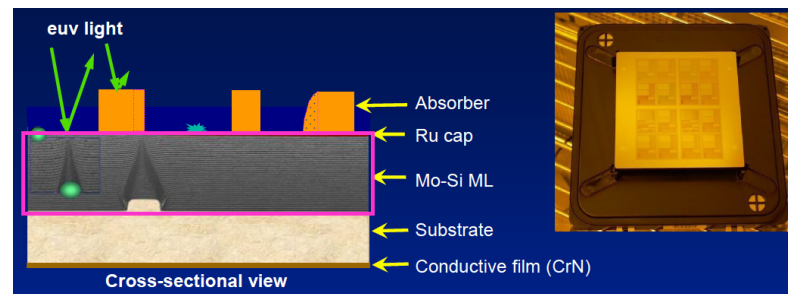 euv light
Absorber
Ru cap
Mo-Si ML
Substrate
Conductive film (CrN)
Cross-sectional view